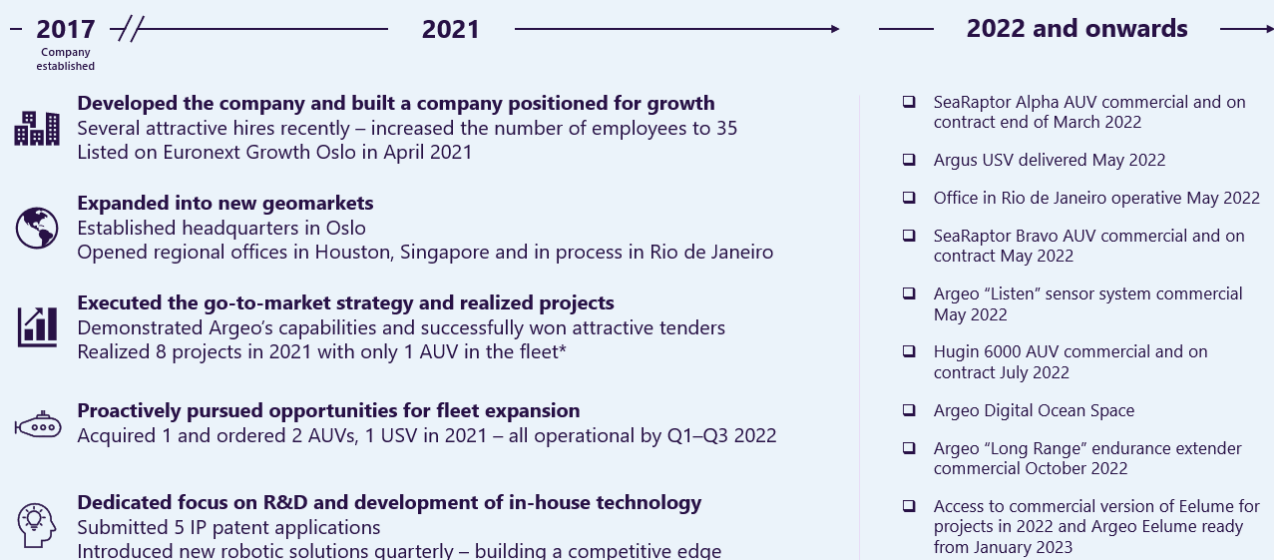 2017
Company
established
2021
2022 and onwards
Developed the company and built a company positioned for growth
Several attractive hires recently – increased the number of employees to 35
Listed on Euronext Growth Oslo in April 2021
Expanded into new geomarkets
Established headquarters in Oslo
Opened regional offices in Houston, Singapore and in process in Rio de Janeiro
Executed the go-to-market strategy and realized projects
Demonstrated Argeo’s capabilities and successfully won attractive tenders
Realized 8 projects in 2021 with only 1 AUV in the fleet*
Proactively pursued opportunities for fleet expansion
Acquired 1 and ordered 2 AUVs, 1 USV in 2021 – all operational by Q1–Q3 2022
Dedicated focus on R&D and development of in-house technology
Submitted 5 IP patent applications
Introduced new robotic solutions quarterly – building a competitive edge
SeaRaptor Alpha AUV commercial and on
contract end of March 2022
Argus USV delivered May 2022
Office in Rio de Janeiro operative May 2022
SeaRaptor Bravo AUV commercial and on
contract May 2022
Argeo “Listen” sensor system commercial
May 2022
Hugin 6000 AUV commercial and on
contract July 2022
Argeo Digital Ocean Space
Argeo “Long Range” endurance extender
commercial October 2022
Access to commercial version of Eelume for
projects in 2022 and Argeo Eelume ready
from January 2023